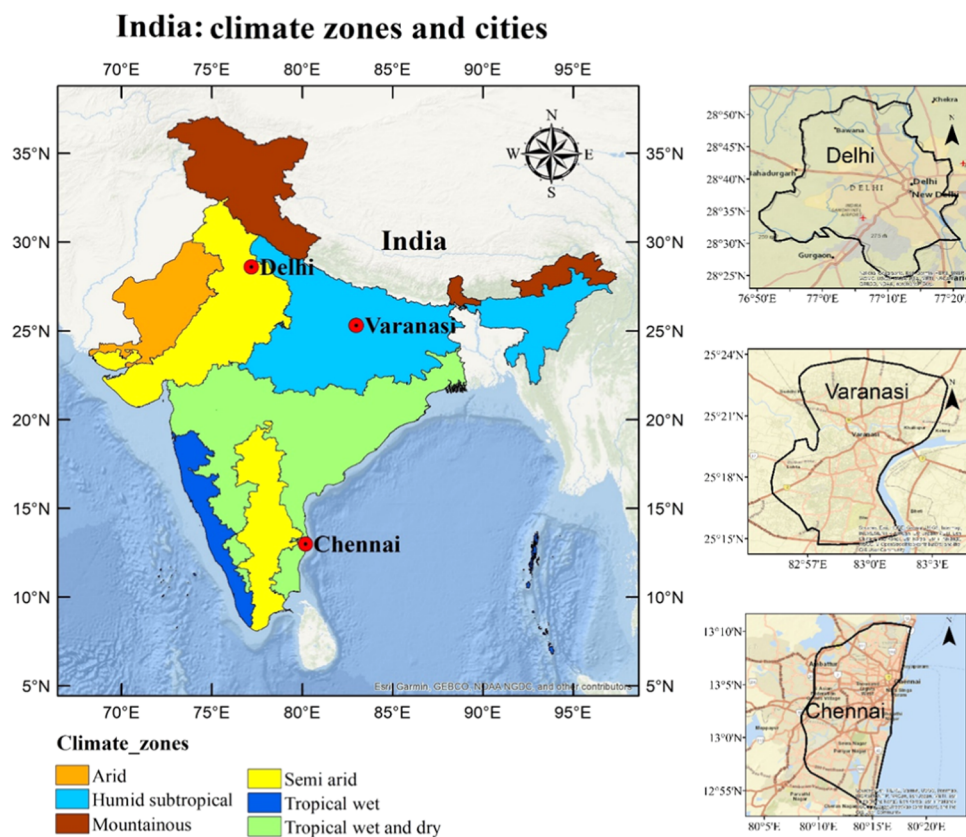 India: climate zones and cities
70°E 75°E 80°E 85°E 90°E 95°E
35°N
30°N
25°N
20°N
15°N
10°N
5°N
N
W E
S
India
Delhi
Varanasi
Chennai
Esri, Garmin, GEBCO, NOAA NGDC, and other contributors
35°N
30°N
25°N
20°N
15°N
10°N
5°N
70°E 75°E 80°E 85°E 90°E 95°E
Climate_zones
Arid
Humid subtropical
Mountainous
Semi arid
Tropical wet
Tropical wet and dry
28°50'N
28°45'N
28°40'N
28°35'N
28°30'N
28°25'N
Khekra
N
Bawana
Delhi
Delhi
DELHI
New Delhi
Gurgaon
76°50'E 77°0'E 77°10'E 77°20'E
25°24'N
25°21'N
25°18'N
25°15'N
Varanasi
N
Varanasi
82°57'E 83°0'E 83°3'E
13°10'N
13°5'N
13°0'N
12°55'N
N
Ambattur
Chennai
Chennai
80°5'E 80°10'E 80°15'E 80°20'E